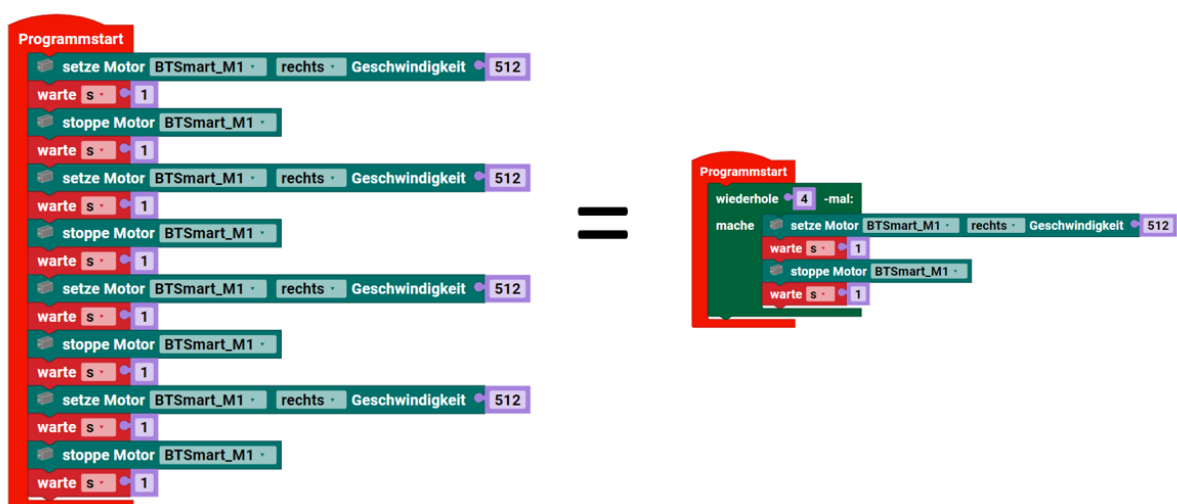 Programmstart
setze Motor BTSmart_M1 rechts Geschwindigkeit 512
warte s 1
stoppe Motor BTSmart_M1
warte s 1
setze Motor BTSmart_M1 rechts Geschwindigkeit 512
warte s 1
stoppe Motor BTSmart_M1
warte s 1
setze Motor BTSmart_M1 rechts Geschwindigkeit 512
warte s 1
stoppe Motor BTSmart_M1
warte s 1
setze Motor BTSmart_M1 rechts Geschwindigkeit 512
warte s 1
stoppe Motor BTSmart_M1
warte s 1
=
Programmstart
wiederhole 4 -mal:
mache setze Motor BTSmart_M1 rechts Geschwindigkeit 512
warte s 1
stoppe Motor BTSmart_M1
warte s 1